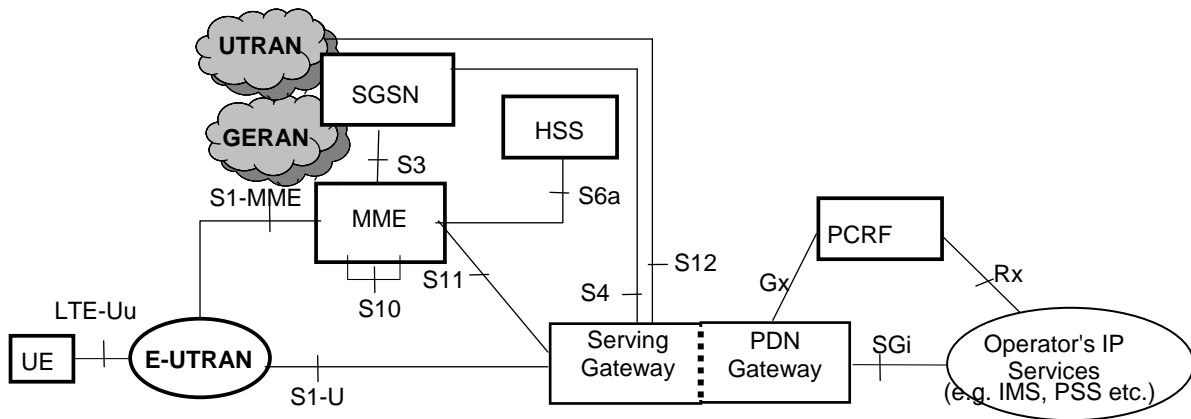 UTRAN
SGSN
HSS
GERAN
S3
S1-MME
S6a
MME
PCRF
S12
S11
Gx
Rx
S4
S10
LTE-Uu
Serving
Gateway
PDN
Gateway
SGi
Operator's IP
Services
(e.g. IMS, PSS etc.)
UE
E-UTRAN
S1-U